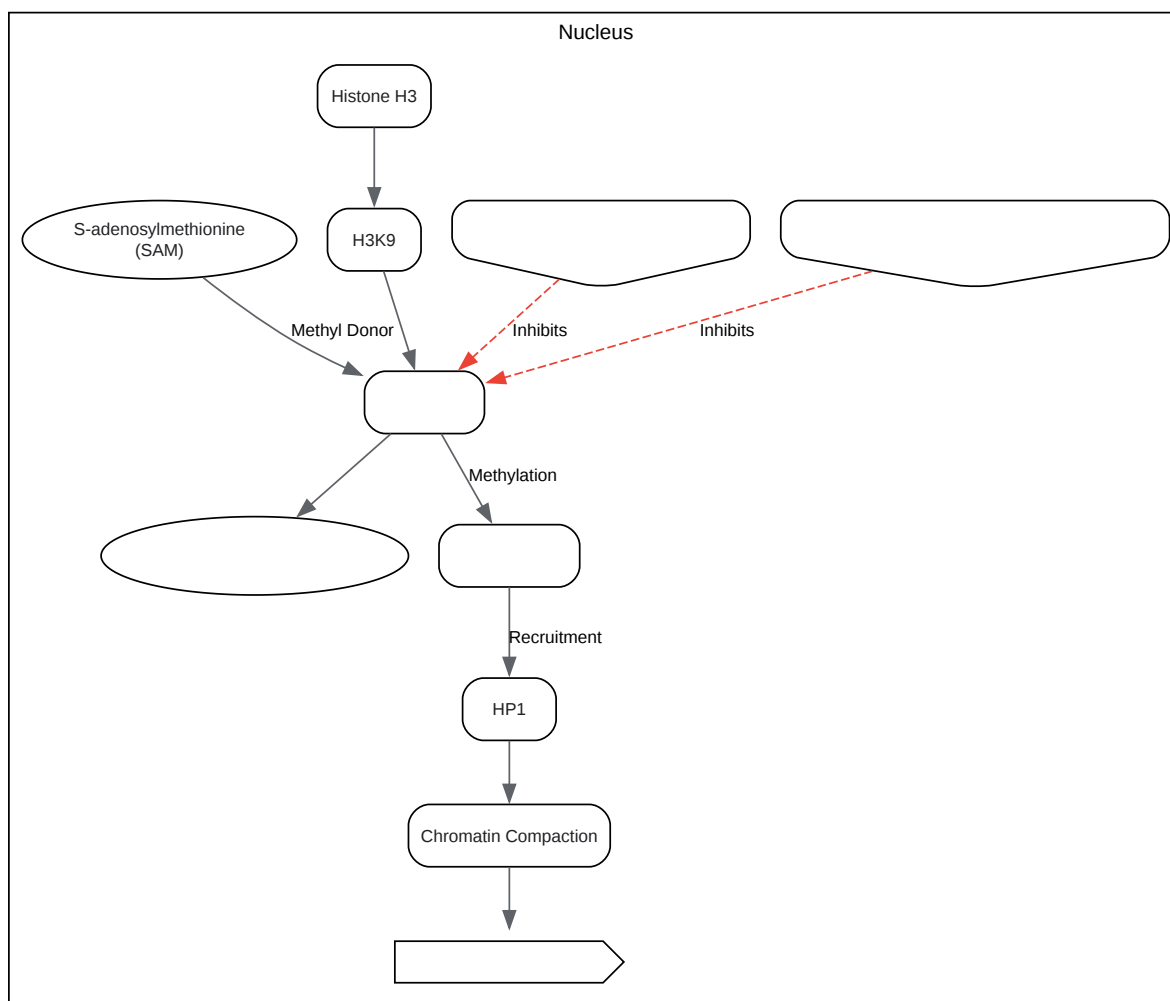 Nucleus
Histone H3
S-adenosylmethionine
(SAM)
H3K9
Methyl Donor
Inhibits
Inhibits
Methylation
Recruitment
HP1
Chromatin Compaction